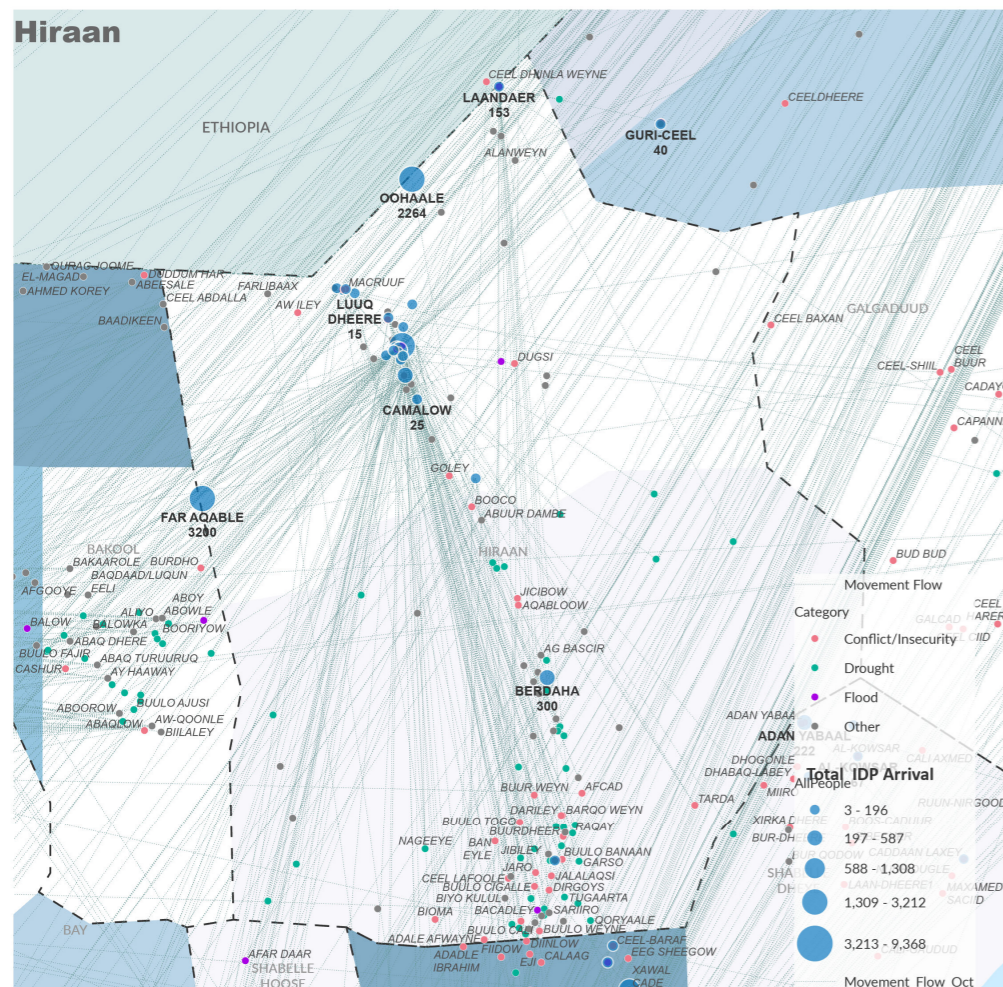 Hiraan
CEEL DHINLA WEYNE
LAANDAER
153
CEELDHEERE
ETHIOPIA
GURI-CEEL
40
ALANWEYN
OOHAALE
2264
QURAC JOOME
EL-MAGAD
DUDDUM HAR
ABEESALE
AHMED KOREY
CEEL ABDALLA
FARLIBAAX
MACRUUF
AW ILEY
LUUQ
DHEERE
15
BAADIKEEN
GALGADUUD
CEEL BAXAN
DUGSI
CEEL-SHIIL
CEEL
BUUR
CAMALOW
25
GOLEY
BOOCO
ABUUR DAMBE
FAR AQABLE
3200
HIRAAN
BAKOOL
BAKAAROLE
BURDHO
BUD BUD
BAQDAAD/LUQUN
EELI
AFGOOYE
ABOY
ABOWLE
JICIBOW
AQABLOOW
Movement Flow
Category
BALOW
BALOWKA
BOORIYOW
ABAQ DHERE
BUULO FAJIR
CASHUR
ABAQ TURUURUQ
AY HAAWAY
Conflict/Insecurity
Drought
AG BASCIR
BERDAHA
300
Flood
BUULO AJUSI
ABOOROW
ABAQLOW
AW-QOONLE
BIILALEY
Other
ADAN YABAAL
222
AL-KOWSAR
Total IDP Arrival
AllPeople
DHABAQ-LABEY
TARDA
BUUR WEYN
AFCAD
3 - 196
DARILEY
BARQO WEYN
BUULO TOGO
BUURDHEER
RAQAY
197 - 587
NAGEEYE
BAN
EYLE
JIBILEY
BUULO BANAAN
GARSO
JARO
JALALAQSI
588 - 1,308
CEEL LAFOOLE
BUULO CIGALLE
DIRGOYS
BIYO KULUL
TUGAARTA
1,309 - 3,212
BIOMA
BACADLEY
SARIIRO
QORYAALE
BUULO WEYNE
3,213 - 9,368
BAY
ADALE AFWAYNE
DIINLOW
CEEL-BARAF
ADADLE
IBRAHIM
FIIDOW
EJI
CALAAG
EEG SHEEGOW
AFAR DAAR
SHABELLE
HOOSE
XAWAL
CADE
Movement Flow Oct